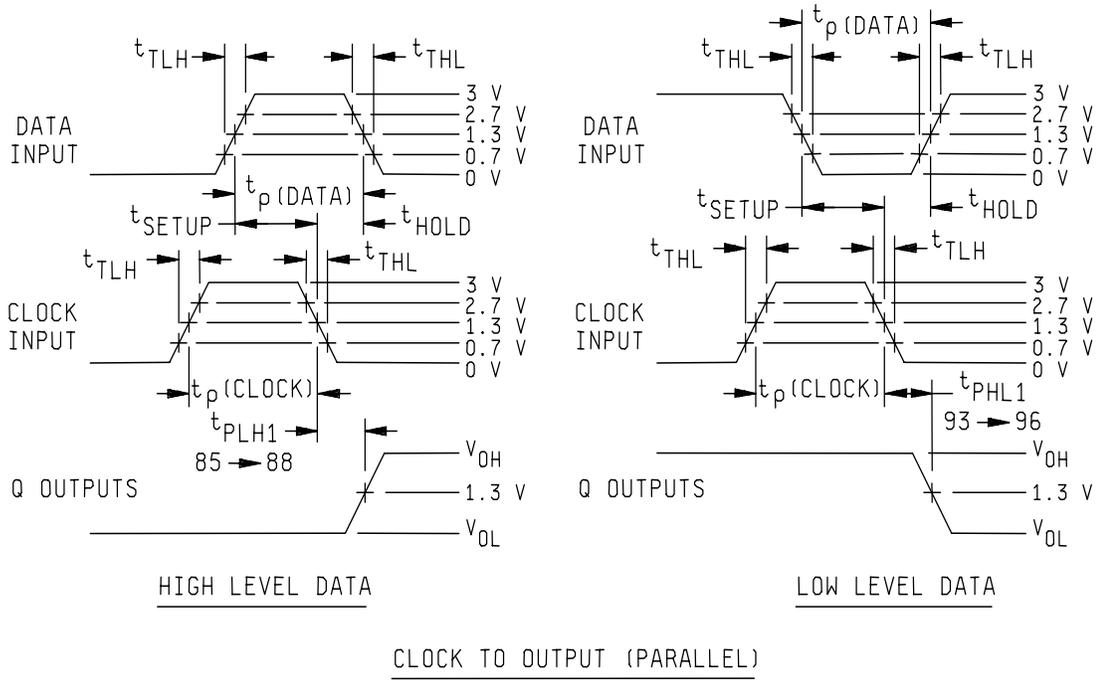 tTLH
tTHL
3 V
2.7 V
1.3 V
0.7 V
0 V
DATA
INPUT
tp(DATA)
tSETUP
tHOLD
tTLH
tTHL
3 V
2.7 V
1.3 V
0.7 V
0 V
CLOCK
INPUT
tp(CLOCK)
tPLH1
85 88
VOH
Q OUTPUTS
1.3 V
VOL
HIGH LEVEL DATA
tp(DATA)
tTHL
tTLH
3 V
2.7 V
1.3 V
0.7 V
0 V
DATA
INPUT
tSETUP
tHOLD
tTHL
tTLH
3 V
2.7 V
1.3 V
0.7 V
0 V
CLOCK
INPUT
tp(CLOCK)
tPHL1
93 96
VOH
Q OUTPUTS
1.3 V
VOL
LOW LEVEL DATA
CLOCK TO OUTPUT (PARALLEL)